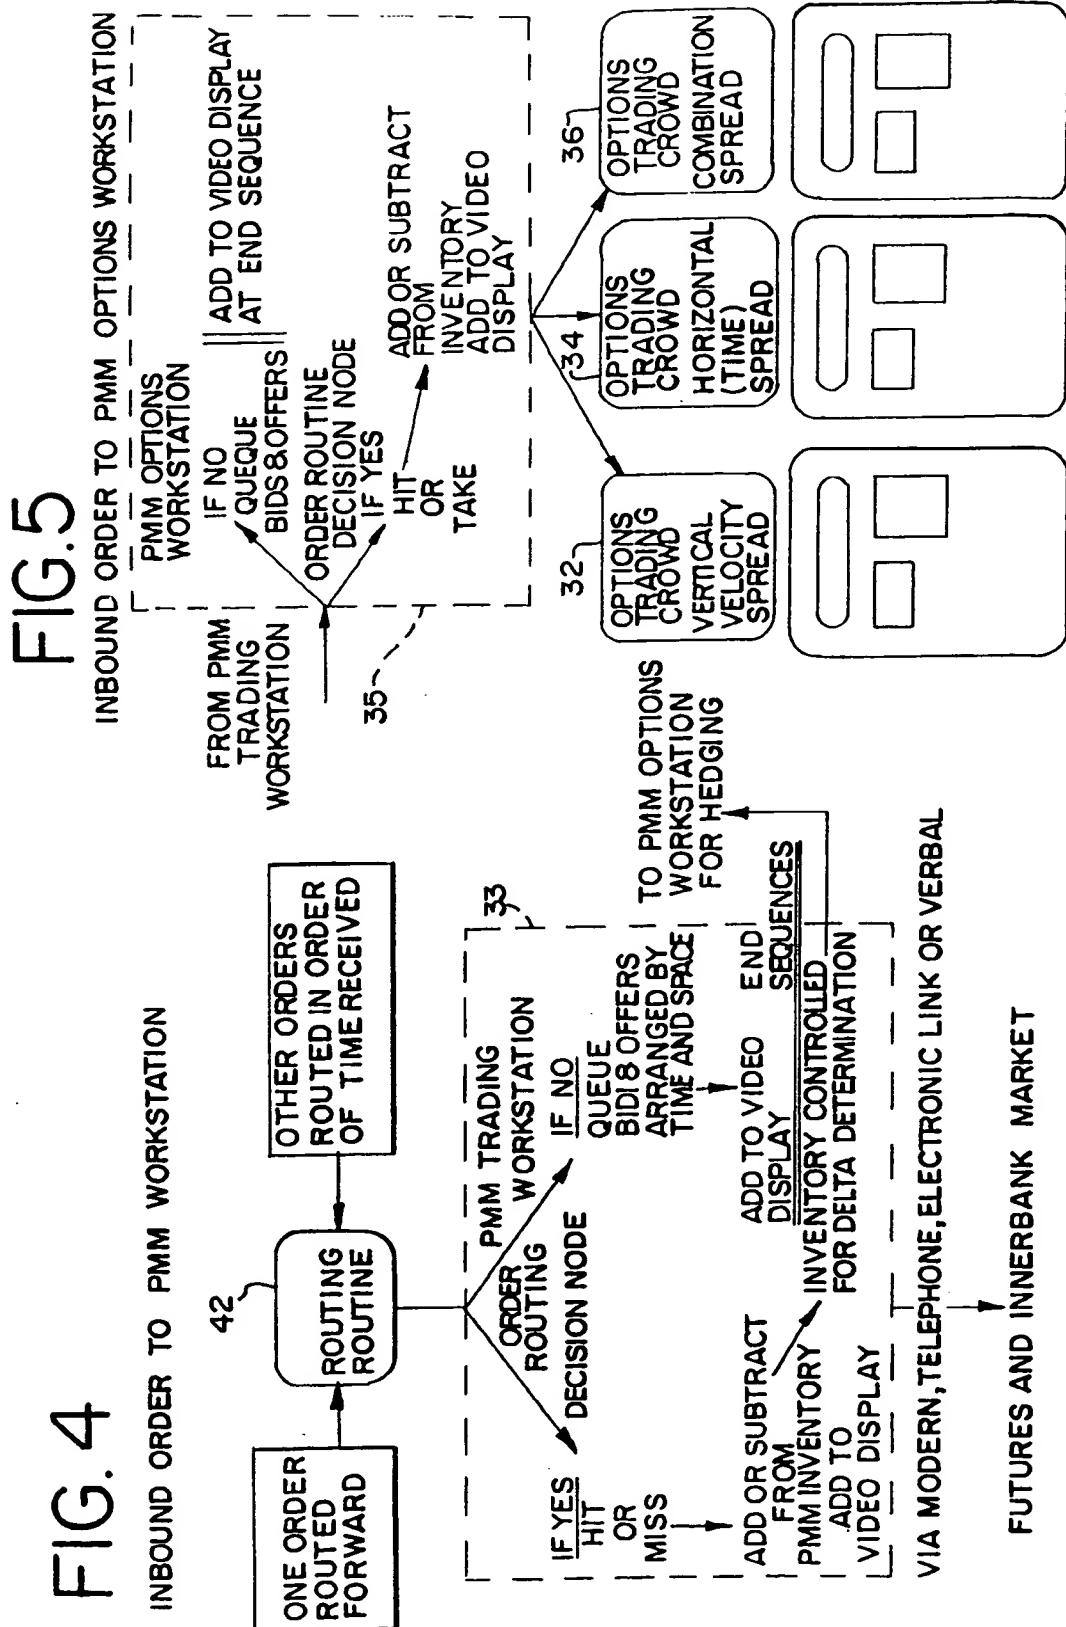 FIG. 4
INBOUND ORDER TO PMM WORKSTATION
ONE ORDER
ROUTED
FORWARD
42
ROUTING
ROUTINE
OTHER ORDERS
ROUTED IN ORDER
OF TIME RECEIVED
33
PMM TRADING
WORKSTATION
ORDER
ROUTING
DECISION NODE
IF YES
HIT
OR
MISS
IF NO
QUEUE
BIDI & OFFERS
ARRANGED BY
TIME AND SPACE
ADD OR SUBTRACT
FROM
PMM INVENTORY
ADD TO
VIDEO DISPLAY
ADD TO VIDEO
DISPLAY
END
SEQUENCES
INVENTORY CONTROLLED
FOR DELTA DETERMINATION
TO PMM OPTIONS
WORKSTATION
FOR HEDGING
VIA MODERN, TELEPHONE, ELECTRONIC LINK OR VERBAL
FUTURES AND INNERBANK MARKET
FIG.5
INBOUND ORDER TO PMM OPTIONS WORKSTATION
FROM PMM
TRADING
WORKSTATION
35
PMM OPTIONS
WORKSTATION
IF NO
QUEQUE
BIDS & OFFERS
ADD TO VIDEO DISPLAY
AT END SEQUENCE
ORDER ROUTINE
DECISION NODE
IF YES
HIT
OR
TAKE
ADD OR SUBTRACT
FROM
INVENTORY
ADD TO VIDEO
DISPLAY
32
OPTIONS
TRADING
CROWD
VERTICAL
VELOCITY
SPREAD
34
OPTIONS
TRADING
CROWD
HORIZONTAL
(TIME)
SPREAD
36
OPTIONS
TRADING
CROWD
COMBINATION
SPREAD